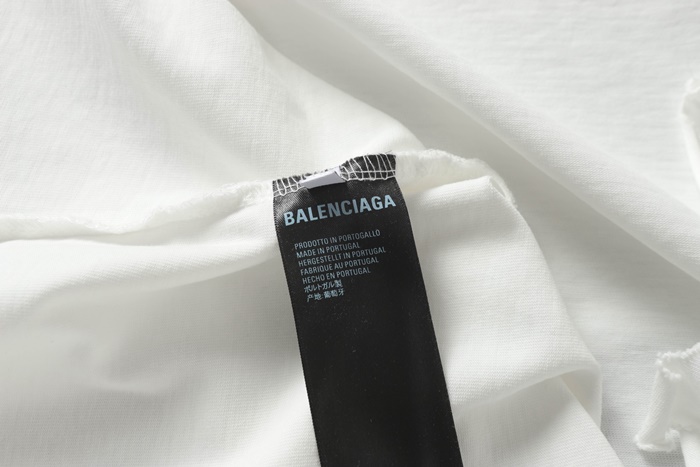 BALENCIAGA
PRODOTTO IN PORTOGALLO
MADE IN PORTUGAL
HERGESTELLT IN PORTUGAL
FABRIQUE AU PORTUGAL
HECHO EN PORTUGAL
ポルトガル製
产地:葡萄牙